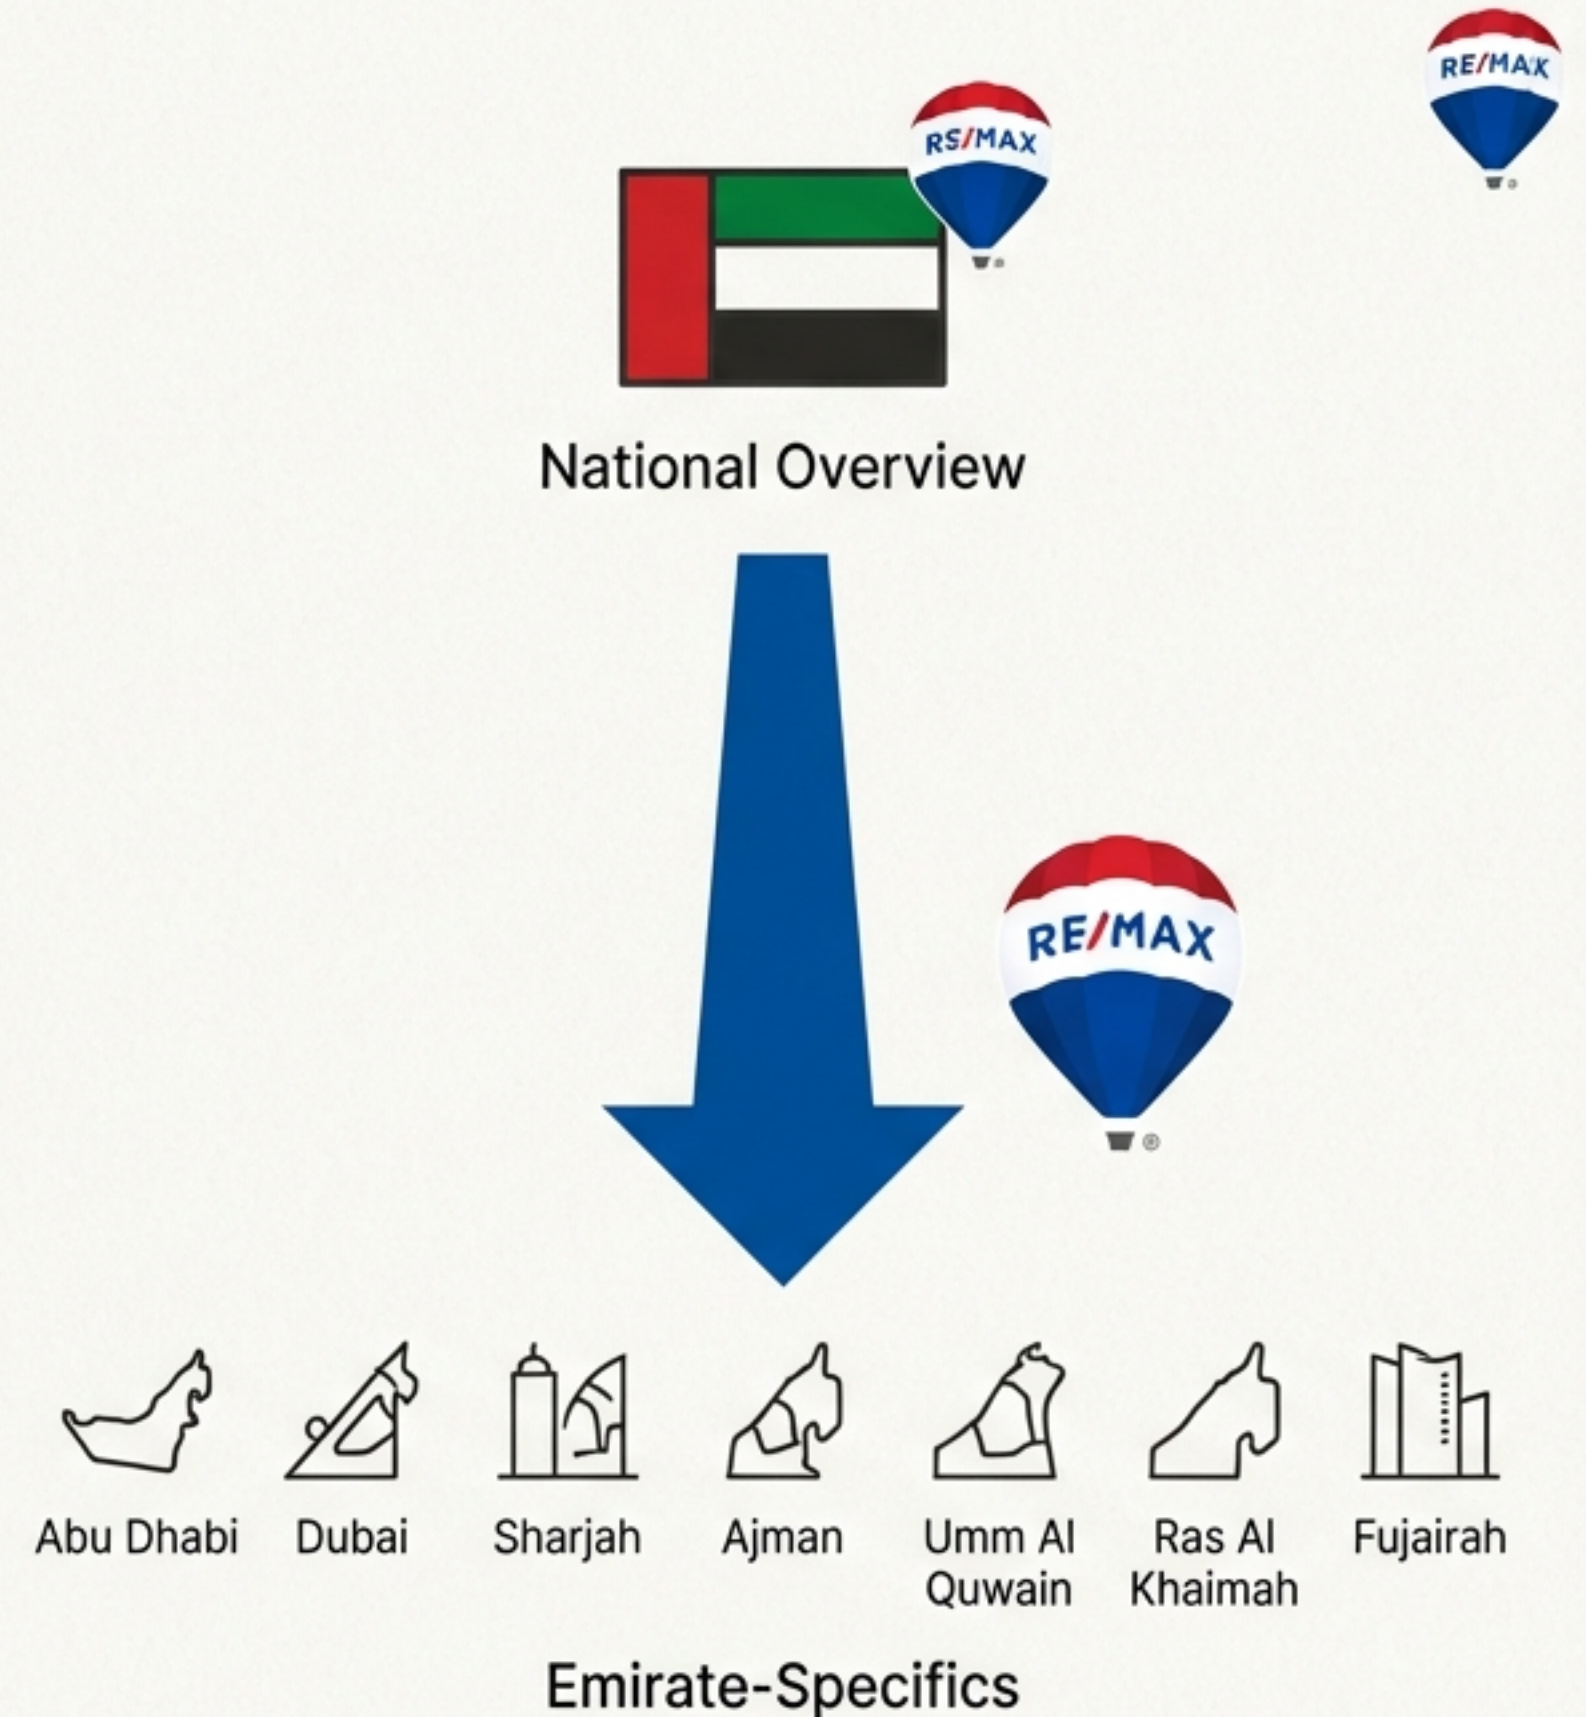 RE/MAX
RS/MAX
National Overview
RE/MAX
®
Abu Dhabi
Dubai
Sharjah
Ajman
Umm Al
Quwain
Ras Al
Khaimah
Fujairah
Emirate-Specifics